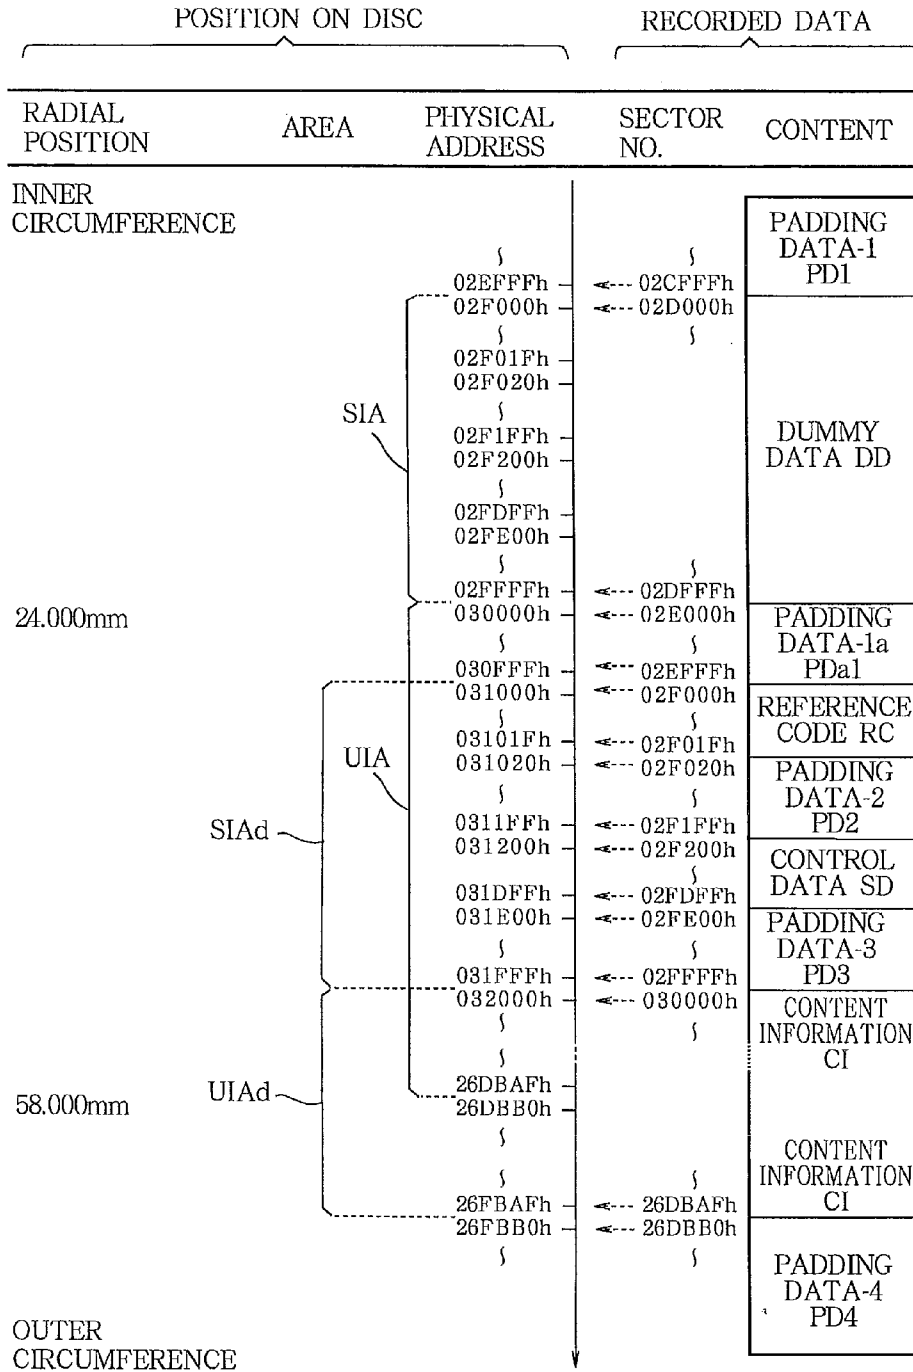 POSITION ON DISC RECORDED DATA
RADIAL POSITION AREA PHYSICAL ADDRESS SECTOR NO. CONTENT
INNER
CIRCUMFERENCE
PADDING
DATA-1
PD1
02EFFFh 02CFFFh
02F000h 02D000h
02F01Fh
02F020h
SIA
02F1FFh
02F200h
DUMMY
DATA DD
02FDFFh
02FE00h
02FFFFh 02DFFFh
24.000mm 030000h 02E000h
PADDING
DATA-1a
PDa1
030FFFh 02EFFFh
031000h 02F000h
REFERENCE
CODE RC
03101Fh 02F01Fh
UIA 031020h 02F020h
PADDING
DATA-2
PD2
0311FFh 02F1FFh
SIAd 031200h 02F200h
CONTROL
DATA SD
031DFFh 02FDFFh
031E00h 02FE00h
PADDING
DATA-3
PD3
031FFFh 02FFFFh
032000h 030000h
CONTENT
INFORMATION
CI
26DBAFh
UIAd
58.000mm 26DBB0h
CONTENT
INFORMATION
CI
26FBAFh 26DBAFh
26FBB0h 26DBB0h
PADDING
DATA-4
PD4
OUTER
CIRCUMFERENCE